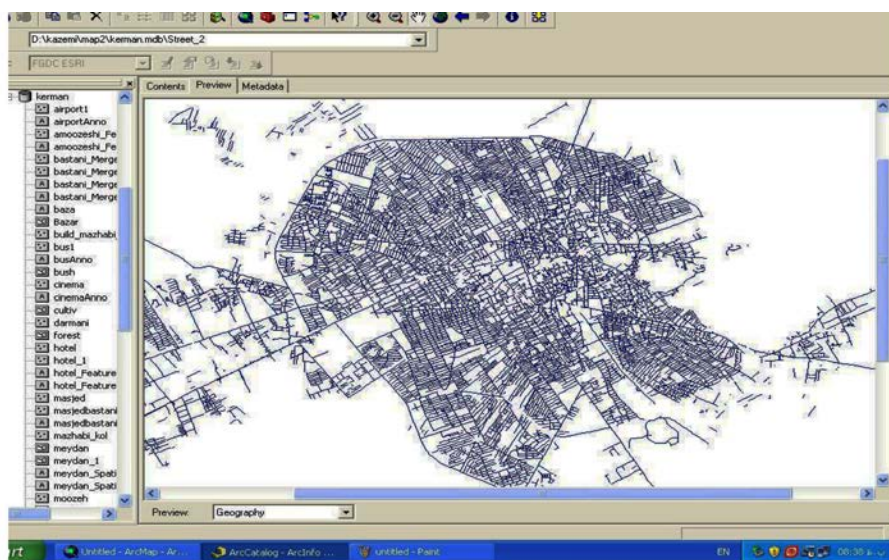 D:\kazemi\map2\kerman.mdb\Street_2
FGDC ESRI
Contents Preview Metadata
kerman
airport1
airportAnno
amoozeshi_Fe
amoozeshi_Fe
bastani_Merge
bastani_Merge
bastani_Merge
baza
Bazar
build_mazhabi_
bus1
busAnno
bush
cinema
cinemaAnno
cultiv
darmani
forest
hotel
hotel_1
hotel_Feature
hotel_Feature
masjed
masjedbastani
masjedbastani
mazhabi_kol
meydan
meydan_1
meydan_Spati
meydan_Spati
moozeh
Preview: Geography
art Untitled - ArcMap - Ar... ArcCatalog - ArcInfo ... untitled - Paint EN